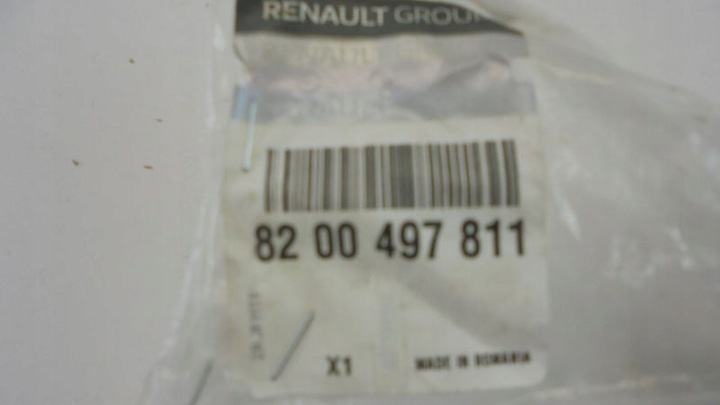 RENAULT GROUP
82 00 497 811
X1
MADE IN ROMANIA